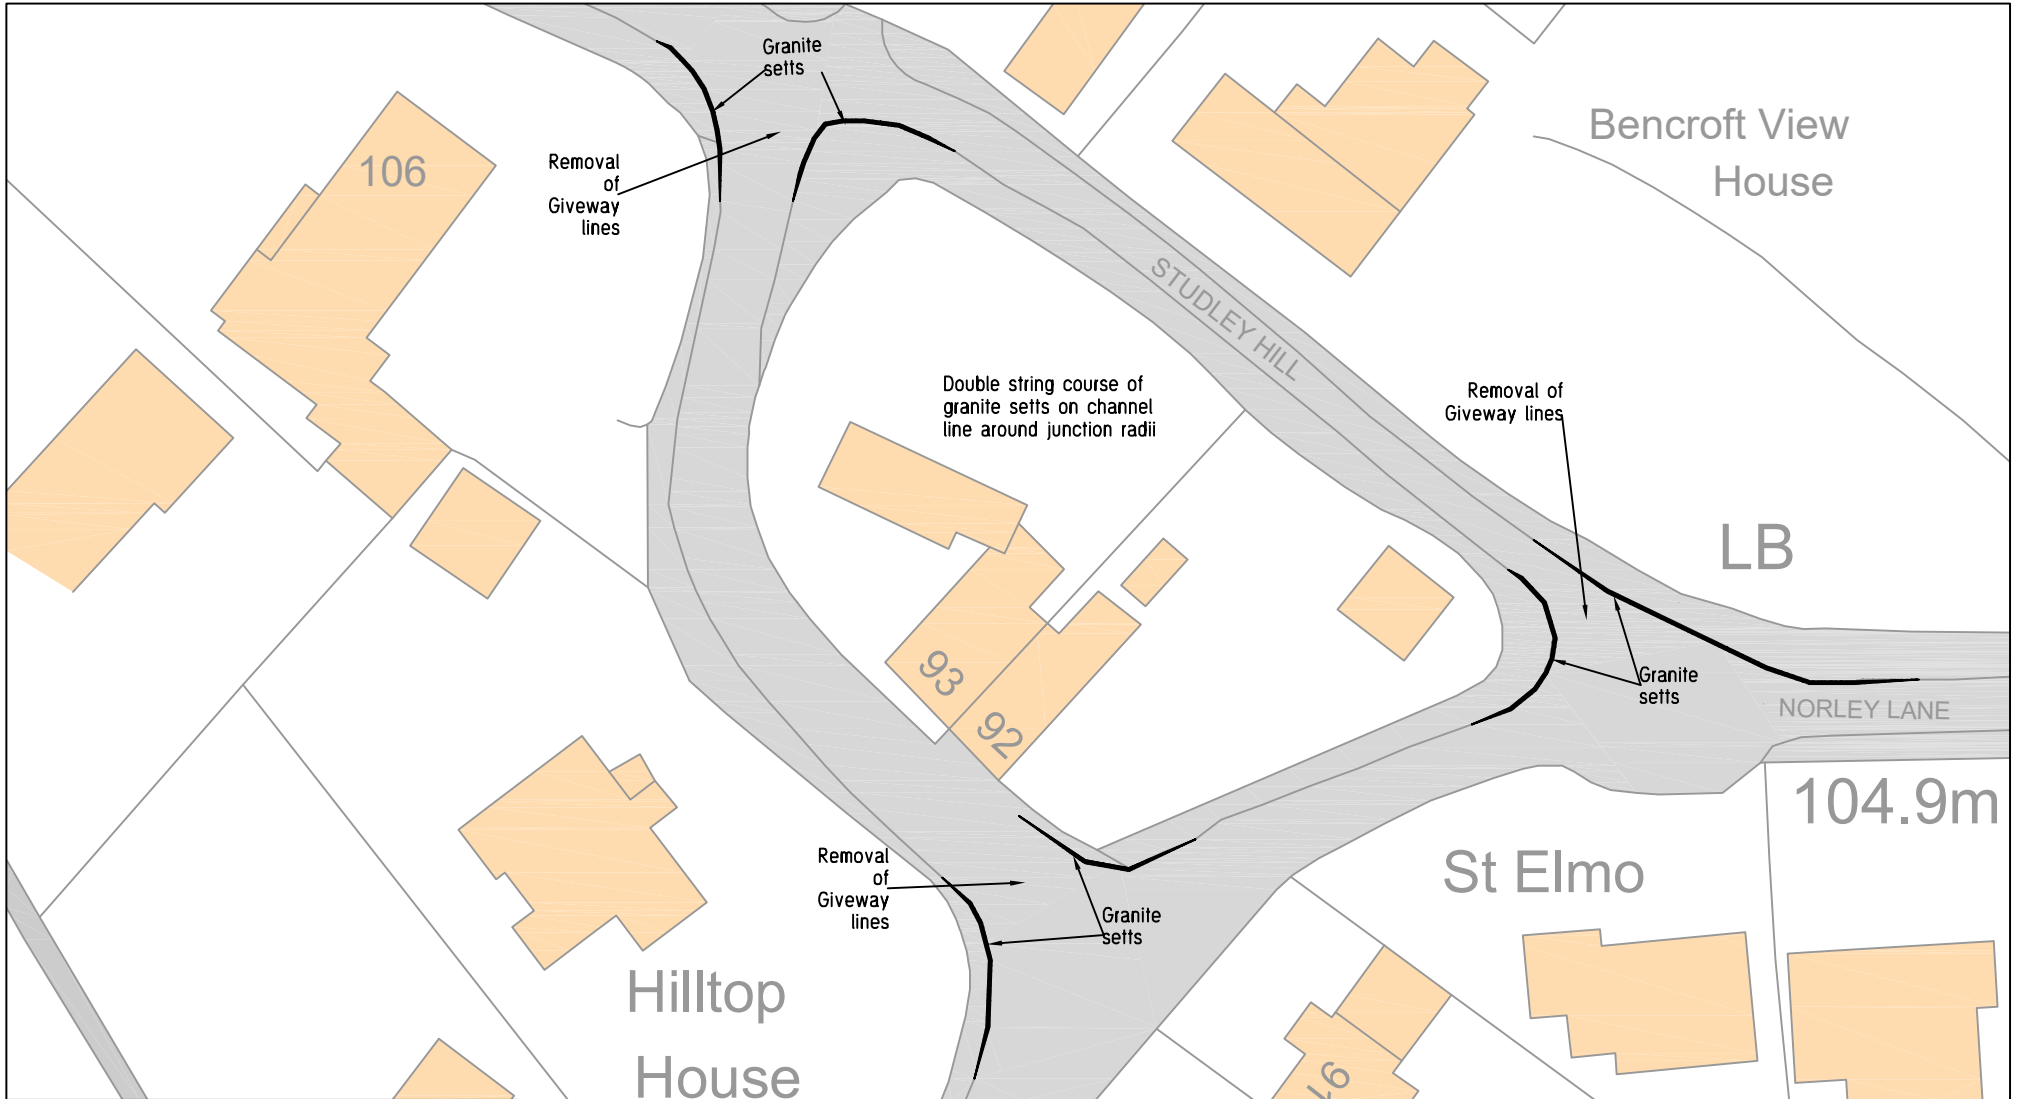 Granite
setts
Bencroft View
House
106
Removal
of
Giveway
lines
STUDLEY HILL
Double string course of
granite setts on channel
line around junction radii
Removal of
Giveway lines
LB
93
92
Granite
setts
NORLEY LANE
104.9m
St Elmo
Removal
of
Giveway
lines
Granite
setts
Hilltop
House